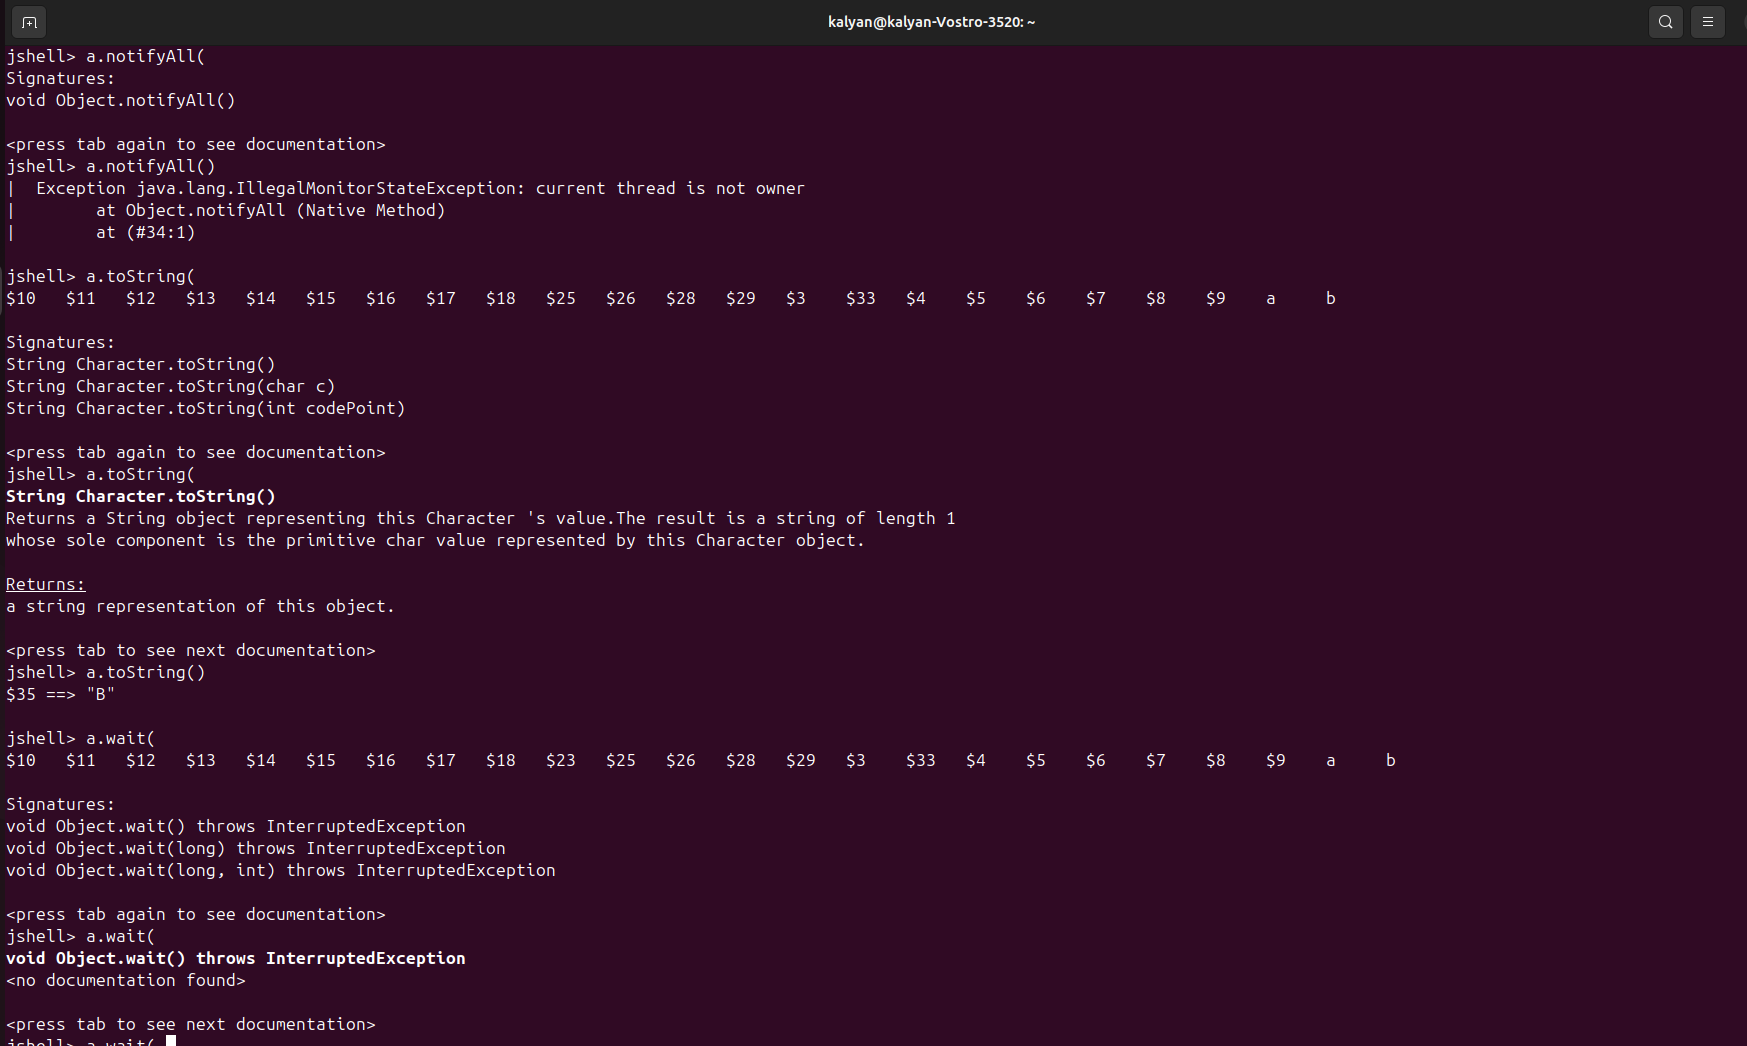 kalyan@kalyan-Vostro-3520: ~
jshell> a.notifyAll(
Signatures:
void Object.notifyAll()
<press tab again to see documentation>
jshell> a.notifyAll()
|  Exception java.lang.IllegalMonitorStateException: current thread is not owner
|        at Object.notifyAll (Native Method)
|        at (#34:1)
jshell> a.toString(
$10   $11   $12   $13   $14   $15   $16   $17   $18   $25   $26   $28   $29   $3    $33   $4    $5    $6    $7    $8    $9    a     b
Signatures:
String Character.toString()
String Character.toString(char c)
String Character.toString(int codePoint)
<press tab again to see documentation>
jshell> a.toString(
String Character.toString()
Returns a String object representing this Character 's value.The result is a string of length 1
whose sole component is the primitive char value represented by this Character object.
Returns:
a string representation of this object.
<press tab to see next documentation>
jshell> a.toString()
$35 ==> "B"
jshell> a.wait(
$10   $11   $12   $13   $14   $15   $16   $17   $18   $23   $25   $26   $28   $29   $3    $33   $4    $5    $6    $7    $8    $9    a     b
Signatures:
void Object.wait() throws InterruptedException
void Object.wait(long) throws InterruptedException
void Object.wait(long, int) throws InterruptedException
<press tab again to see documentation>
jshell> a.wait(
void Object.wait() throws InterruptedException
<no documentation found>
<press tab to see next documentation>
jshell> a.wait(